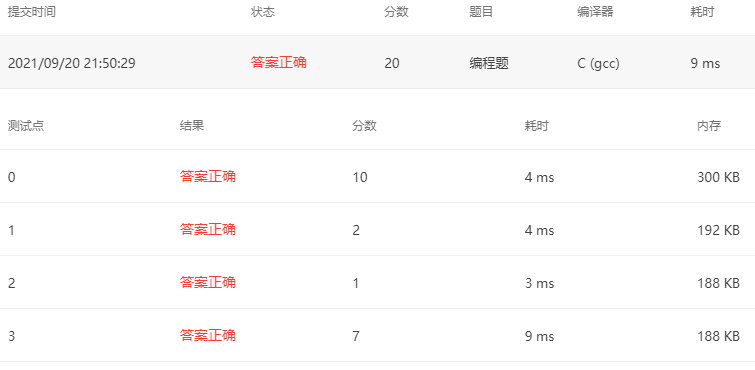 提交时间 状态 分数 题目 编译器 耗时
2021/09/20 21:50:29 答案正确 20 编程题 C (gcc) 9 ms
测试点 结果 分数 耗时 内存
0 答案正确 10 4 ms 300 KB
1 答案正确 2 4 ms 192 KB
2 答案正确 1 3 ms 188 KB
3 答案正确 7 9 ms 188 KB